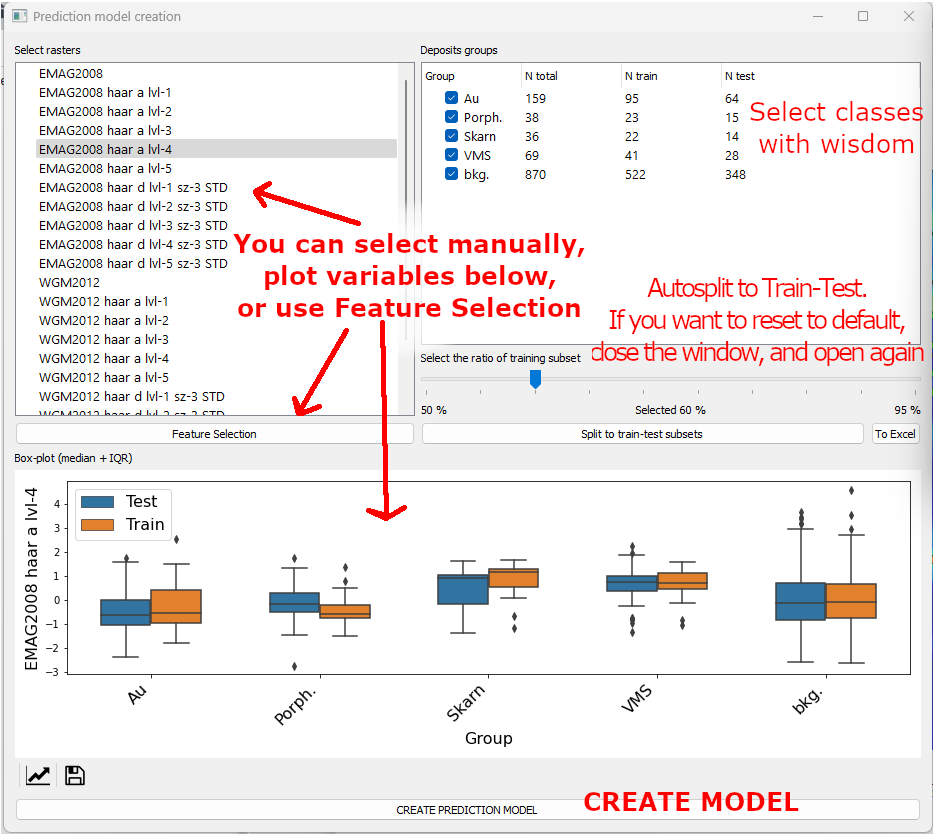 Prediction model creation
Select rasters
EMAG2008
EMAG2008 haar a lvl-1
EMAG2008 haar a lvl-2
EMAG2008 haar a lvl-3
EMAG2008 haar a lvl-4
EMAG2008 haar a lvl-5
EMAG2008 haar d lvl-1 sz-3 STD
EMAG2008 haar d lvl-2 sz-3 STD
EMAG2008 haar d lvl-3 sz-3 STD
EMAG2008 haar d lvl-4 sz-3 STD
EMAG2008 haar d lvl-5 sz-3 STD
WGM2012
WGM2012 haar a lvl-1
WGM2012 haar a lvl-2
WGM2012 haar a lvl-3
WGM2012 haar a lvl-4
WGM2012 haar a lvl-5
WGM2012 haar d lvl-1 sz-3 STD
WGM2012 haar d lvl-2 sz-3 STD
You can select manually,
plot variables below,
or use Feature Selection
Feature Selection
Deposits groups
Group N total N train N test
Au 159 95 64
Porph. 38 23 15
Skarn 36 22 14
VMS 69 41 28
bkg. 870 522 348
Select classes
with wisdom
Autosplit to Train-Test.
If you want to reset to default,
close the window, and open again
Select the ratio of training subset
50 % Selected 60 % 95 %
Split to train-test subsets To Excel
Box-plot (median + IQR)
EMAG2008 haar a lvl-4
Test
Train
4
3
2
1
0
−1
−2
−3
Au Porph. Skarn VMS bkg.
Group
CREATE PREDICTION MODEL
CREATE MODEL